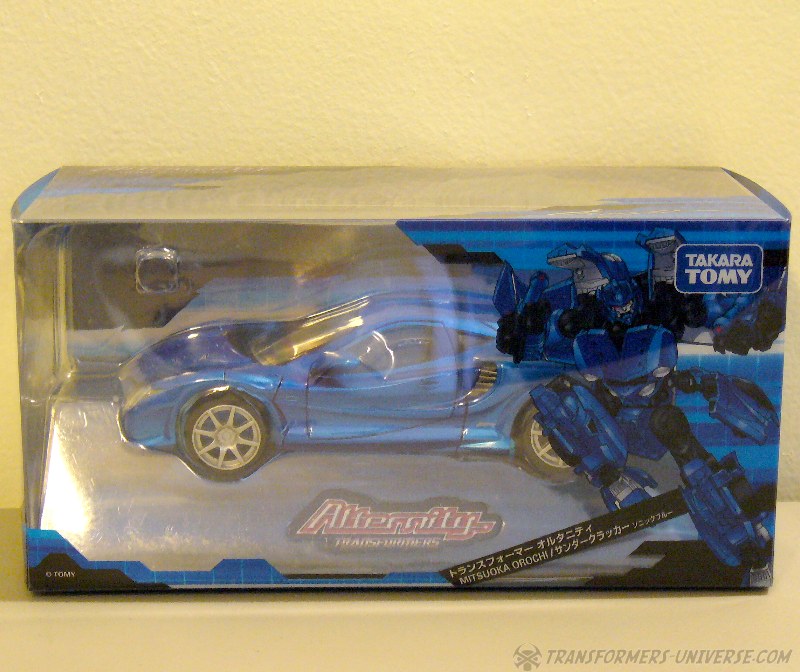 TAKARA
TOMY
Alternity
TRANSFORMERS
トランスフォーマー オルタニティ
MITSUOKA OROCHI / サンダークラッカー ソニックブルー
© TOMY
TRANSFORMERS-UNIVERSE.COM